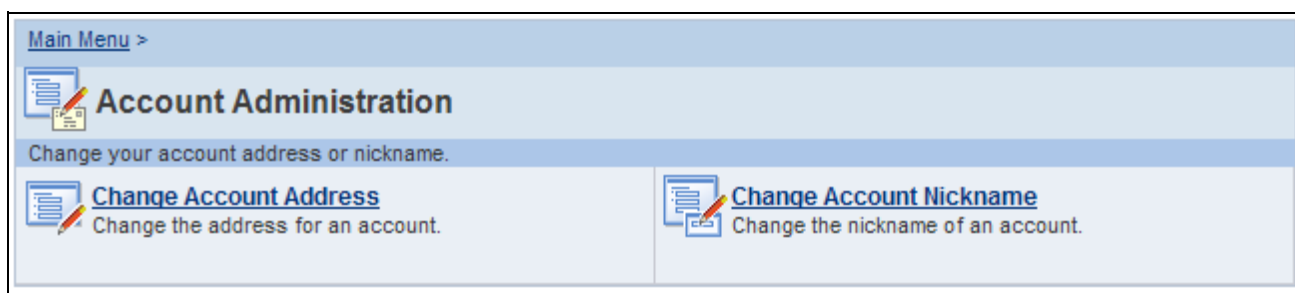 Main Menu >
Account Administration
Change your account address or nickname.
Change Account Address
Change the address for an account.
Change Account Nickname
Change the nickname of an account.